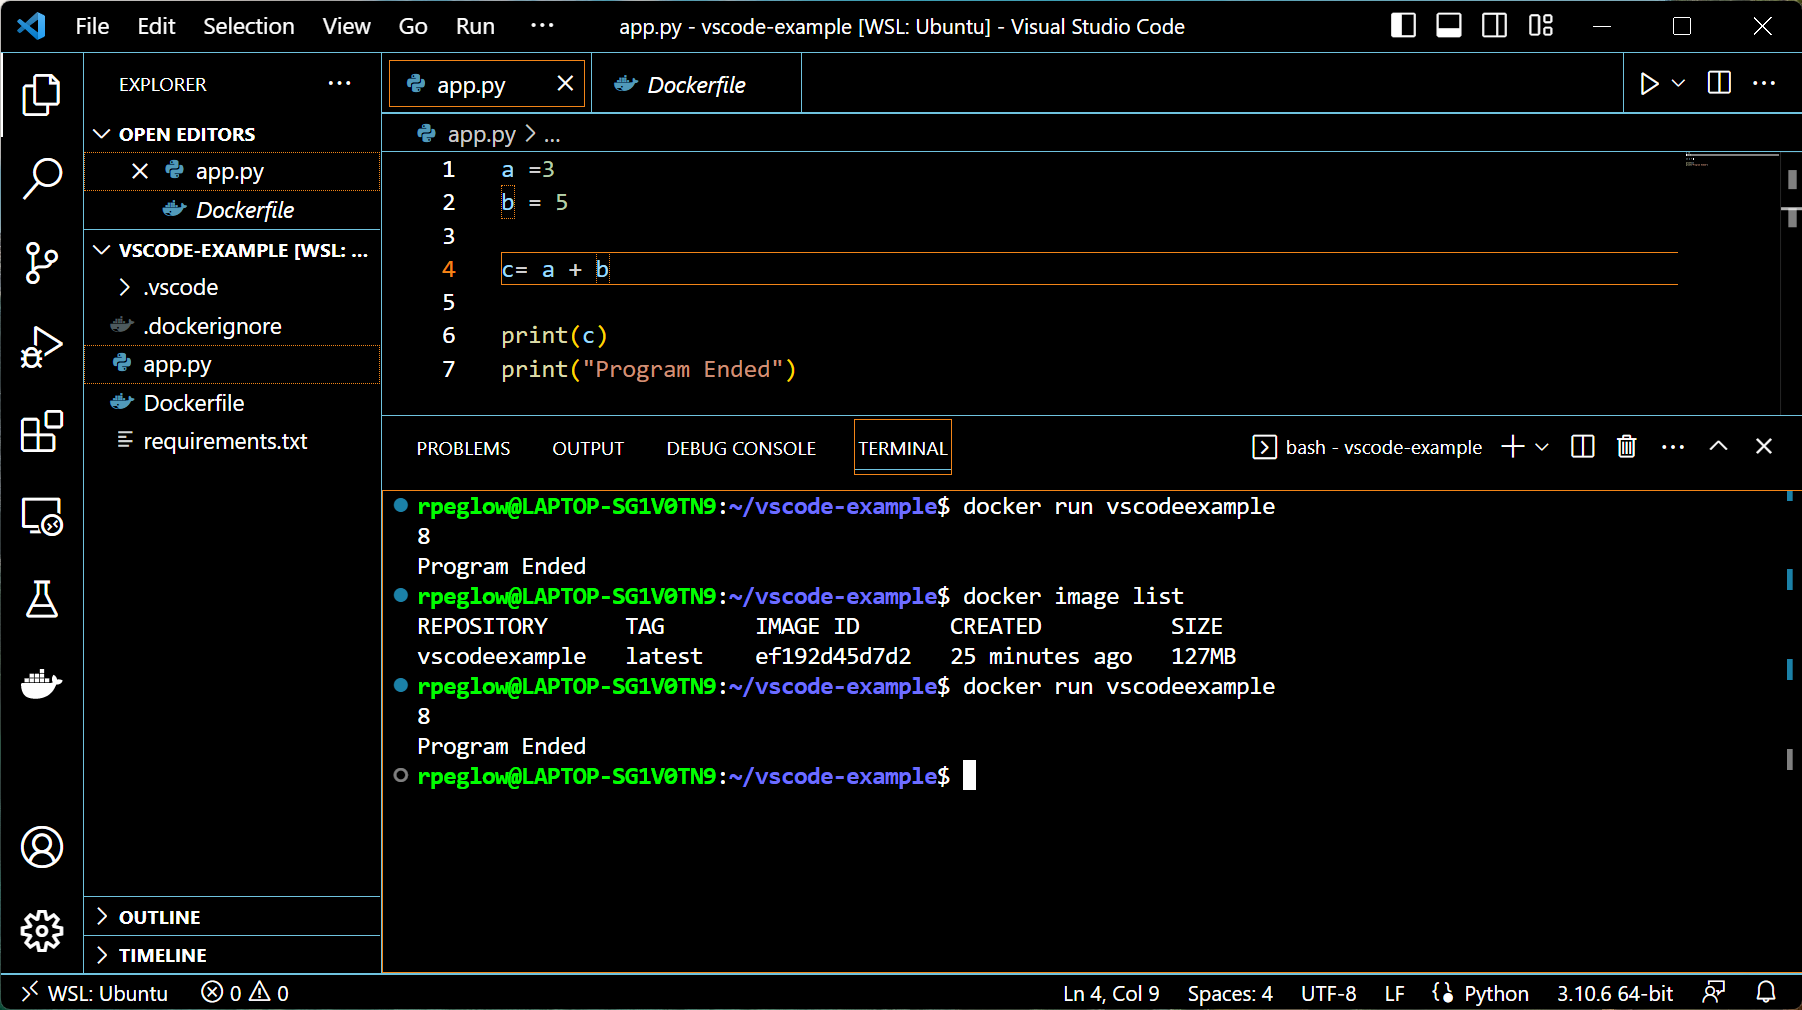 File Edit Selection View Go Run ··· app.py - vscode-example [WSL: Ubuntu] - Visual Studio Code
EXPLORER ···
OPEN EDITORS
app.py
Dockerfile
VSCODE-EXAMPLE [WSL: ...
.vscode
.dockerignore
app.py
Dockerfile
requirements.txt
OUTLINE
TIMELINE
app.py Dockerfile
app.py > ...
1 a =3
2 b = 5
3
4 c= a + b
5
6 print(c)
7 print("Program Ended")
PROBLEMS OUTPUT DEBUG CONSOLE TERMINAL bash - vscode-example
rpeglow@LAPTOP-SG1V0TN9:~/vscode-example$ docker run vscodeexample
8
Program Ended
rpeglow@LAPTOP-SG1V0TN9:~/vscode-example$ docker image list
REPOSITORY TAG IMAGE ID CREATED SIZE
vscodeexample latest ef192d45d7d2 25 minutes ago 127MB
rpeglow@LAPTOP-SG1V0TN9:~/vscode-example$ docker run vscodeexample
8
Program Ended
rpeglow@LAPTOP-SG1V0TN9:~/vscode-example$
WSL: Ubuntu 0 0 Ln 4, Col 9 Spaces: 4 UTF-8 LF Python 3.10.6 64-bit